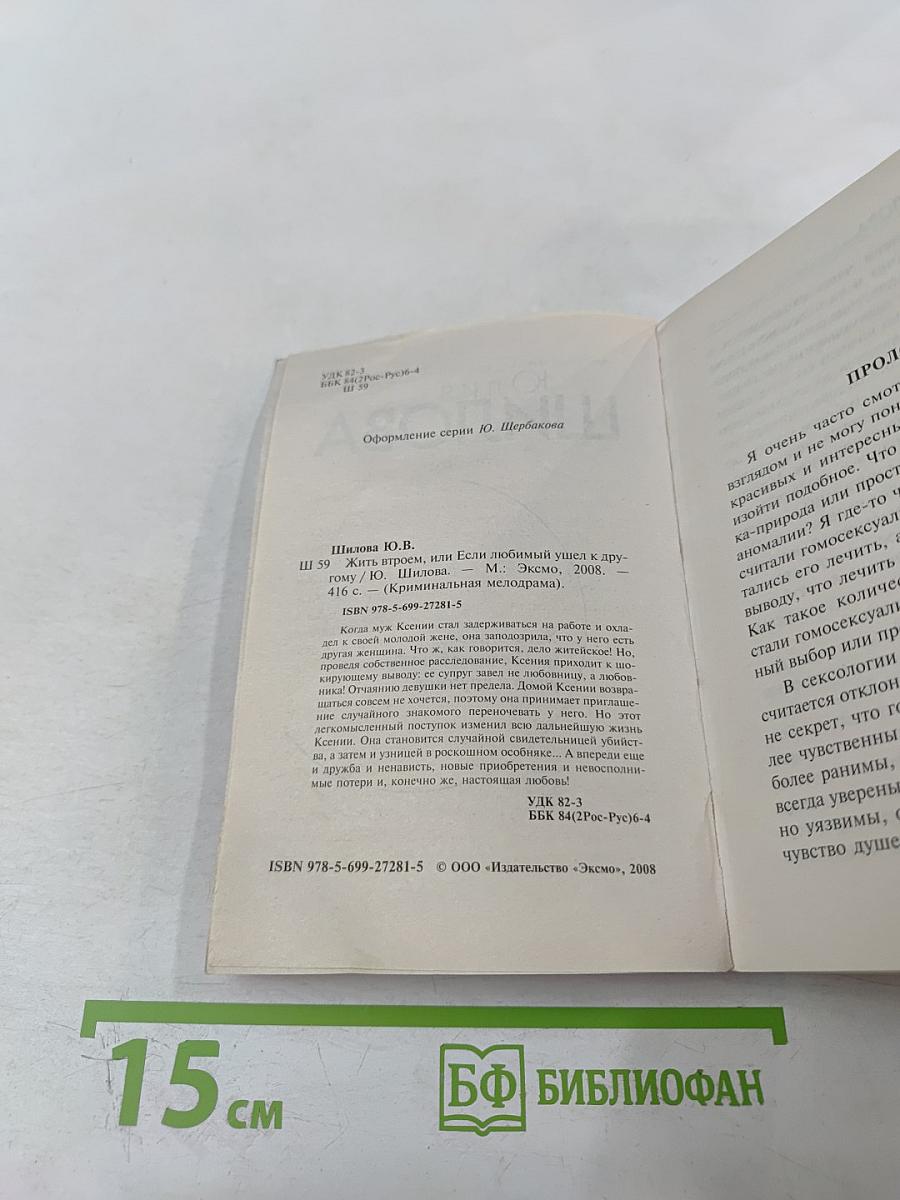 УДК 82-3
ББК 84(2Рос-Рус)6-4
Ш 59
Оформление серии Ю. Щербакова
Шилова Ю.В.
Ш 59 Жить втроем, или Если любимый ушел к дру-
гому / Ю. Шилова. — М.: Эксмо, 2008. —
416 с. — (Криминальная мелодрама).
ISBN 978-5-699-27281-5
Когда муж Ксении стал задерживаться на работе и охла-
дел к своей молодой жене, она заподозрила, что у него есть
другая женщина. Что ж, как говорится, дело житейское! Но,
проведя собственное расследование, Ксения приходит к шо-
кирующему выводу: ее супруг завел не любовницу, а любов-
ника! Отчаянию девушки нет предела. Домой Ксении возвра-
щаться совсем не хочется, поэтому она принимает приглаше-
ние случайного знакомого переночевать у него. Но этот
легкомысленный поступок изменил всю дальнейшую жизнь
Ксении. Она становится случайной свидетельницей убийст-
ва, а затем и узницей в роскошном особняке... А впереди еще
и дружба и ненависть, новые приобретения и невосполни-
мые потери и, конечно же, настоящая любовь!
УДК 82-3
ББК 84(2Рос-Рус)6-4
ISBN 978-5-699-27281-5 © ООО «Издательство «Эксмо», 2008
ПРОЛО
Я очень часто смот
взглядом и не могу пон
красивых и интересны
изойти подобное. Что
ка-природа или прост
аномалии? Я где-то ч
считали гомосексуал
тались его лечить, а
выводу, что лечить
Как такое количес
стали гомосексуали
ный выбор или пр
В сексологии
считается отклон
не секрет, что го
лее чувственны
более ранимы,
всегда уверены
но уязвимы, с
чувство душе
15 см
БФ БИБЛИОФАН